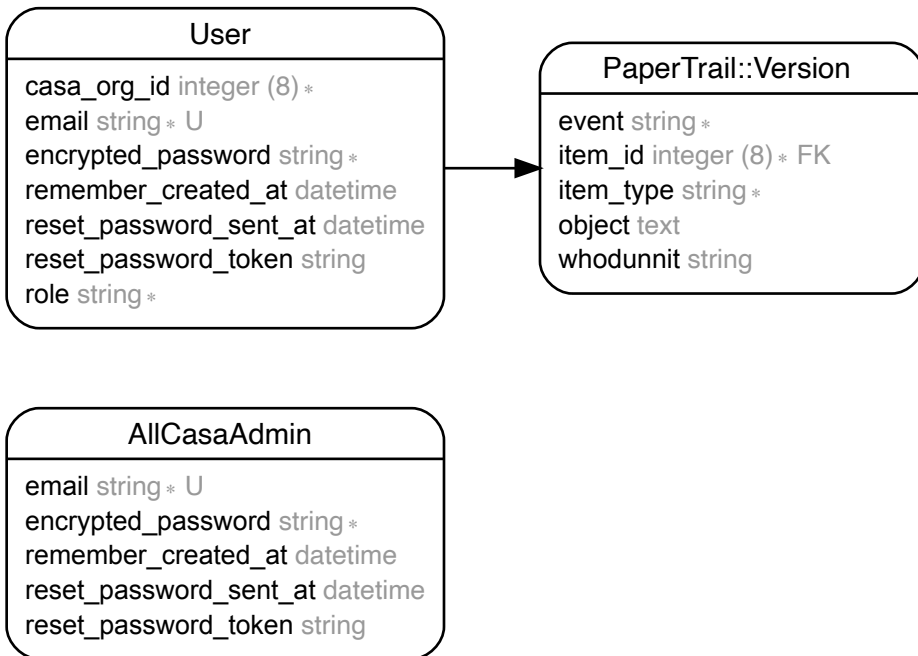 User
casa_org_id integer (8) ∗
email string ∗ U
encrypted_password string ∗
remember_created_at datetime
reset_password_sent_at datetime
reset_password_token string
role string ∗
PaperTrail::Version
event string ∗
item_id integer (8) ∗ FK
item_type string ∗
object text
whodunnit string
AllCasaAdmin
email string ∗ U
encrypted_password string ∗
remember_created_at datetime
reset_password_sent_at datetime
reset_password_token string